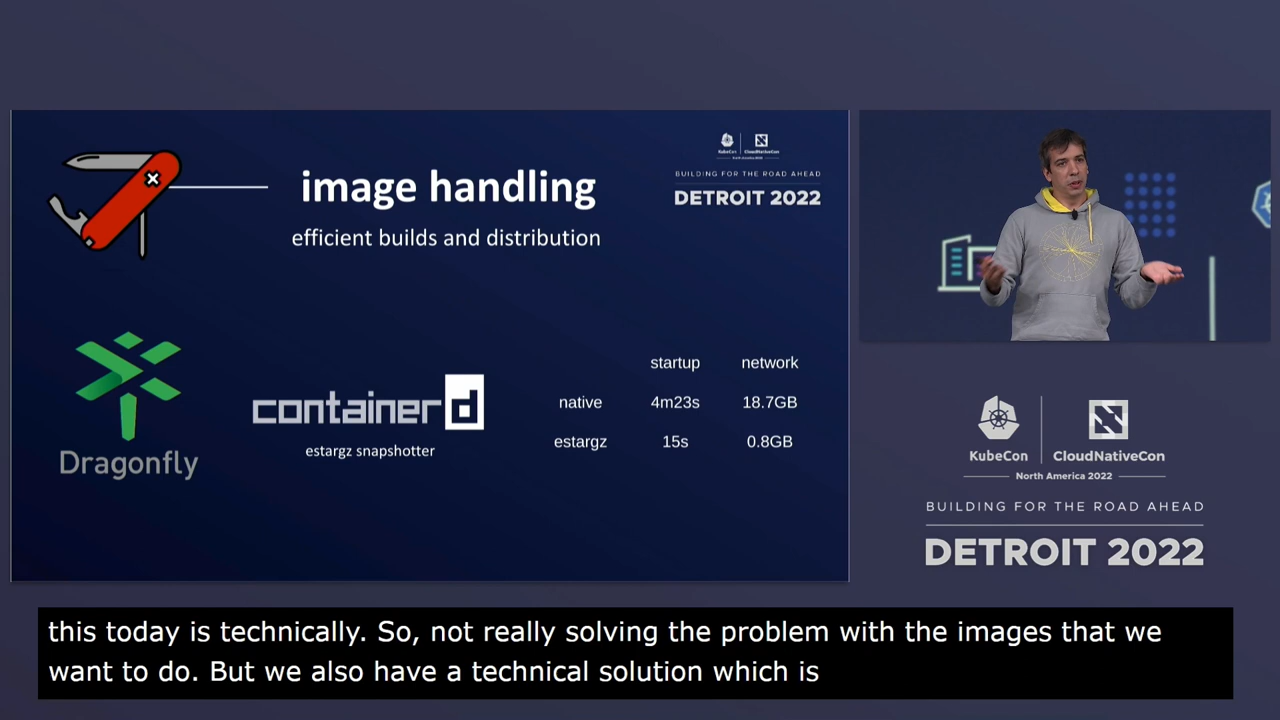 image handling
efficient builds and distribution
KubeCon
CloudNativeCon
BUILDING FOR THE ROAD AHEAD
DETROIT 2022
Dragonfly
containerd
estargz snapshotter
startup network
native 4m23s 18.7GB
estargz 15s 0.8GB
KubeCon CloudNativeCon
North America 2022
BUILDING FOR THE ROAD AHEAD
DETROIT 2022
this today is technically. So, not really solving the problem with the images that we
want to do. But we also have a technical solution which is